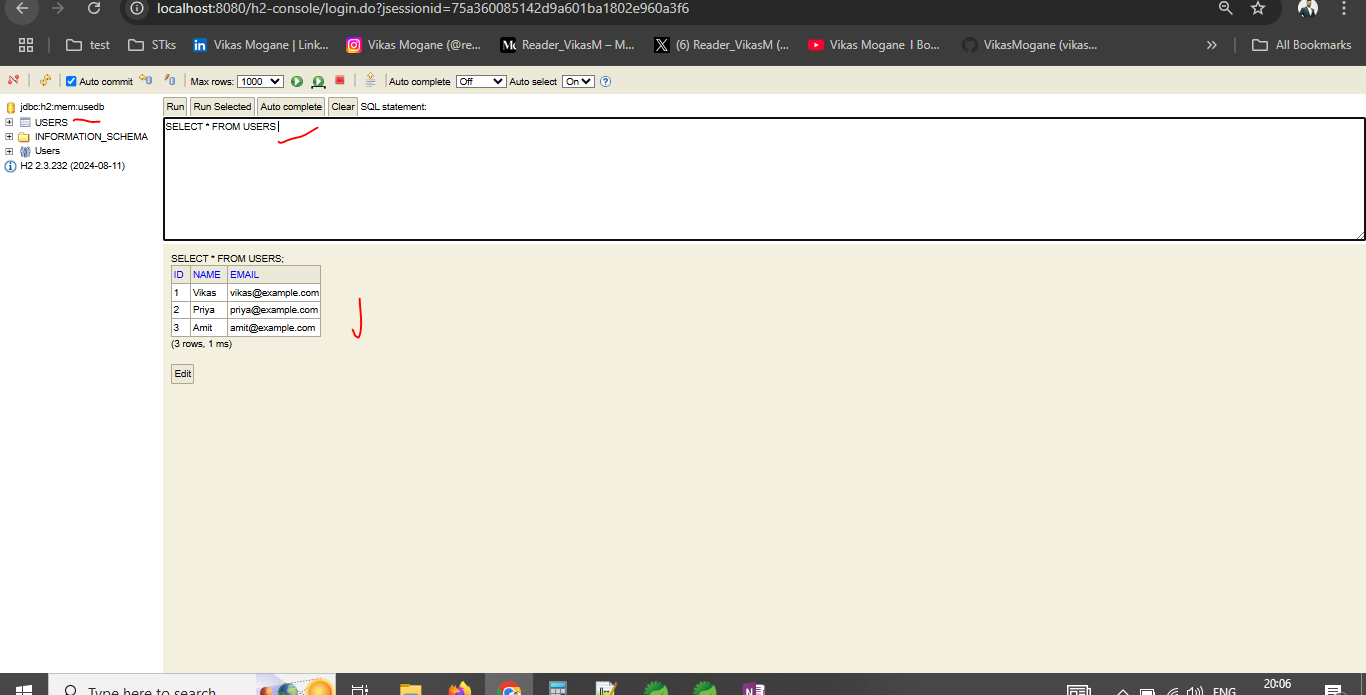 localhost:8080/h2-console/login.do?jsessionid=75a360085142d9a601ba1802e960a3f6
test STks Vikas Mogane | Link... Vikas Mogane (@re... Reader_VikasM – M... (6) Reader_VikasM (... Vikas Mogane I Bo... VikasMogane (vikas... » All Bookmarks
Auto commit Max rows: 1000 Auto complete Off Auto select On
jdbc:h2:mem:usedb
USERS
INFORMATION_SCHEMA
Users
H2 2.3.232 (2024-08-11)
Run Run Selected Auto complete Clear SQL statement:
SELECT * FROM USERS
SELECT * FROM USERS;
ID NAME EMAIL
1 Vikas vikas@example.com
2 Priya priya@example.com
3 Amit amit@example.com
(3 rows, 1 ms)
Edit
Type here to search ENG 20:06